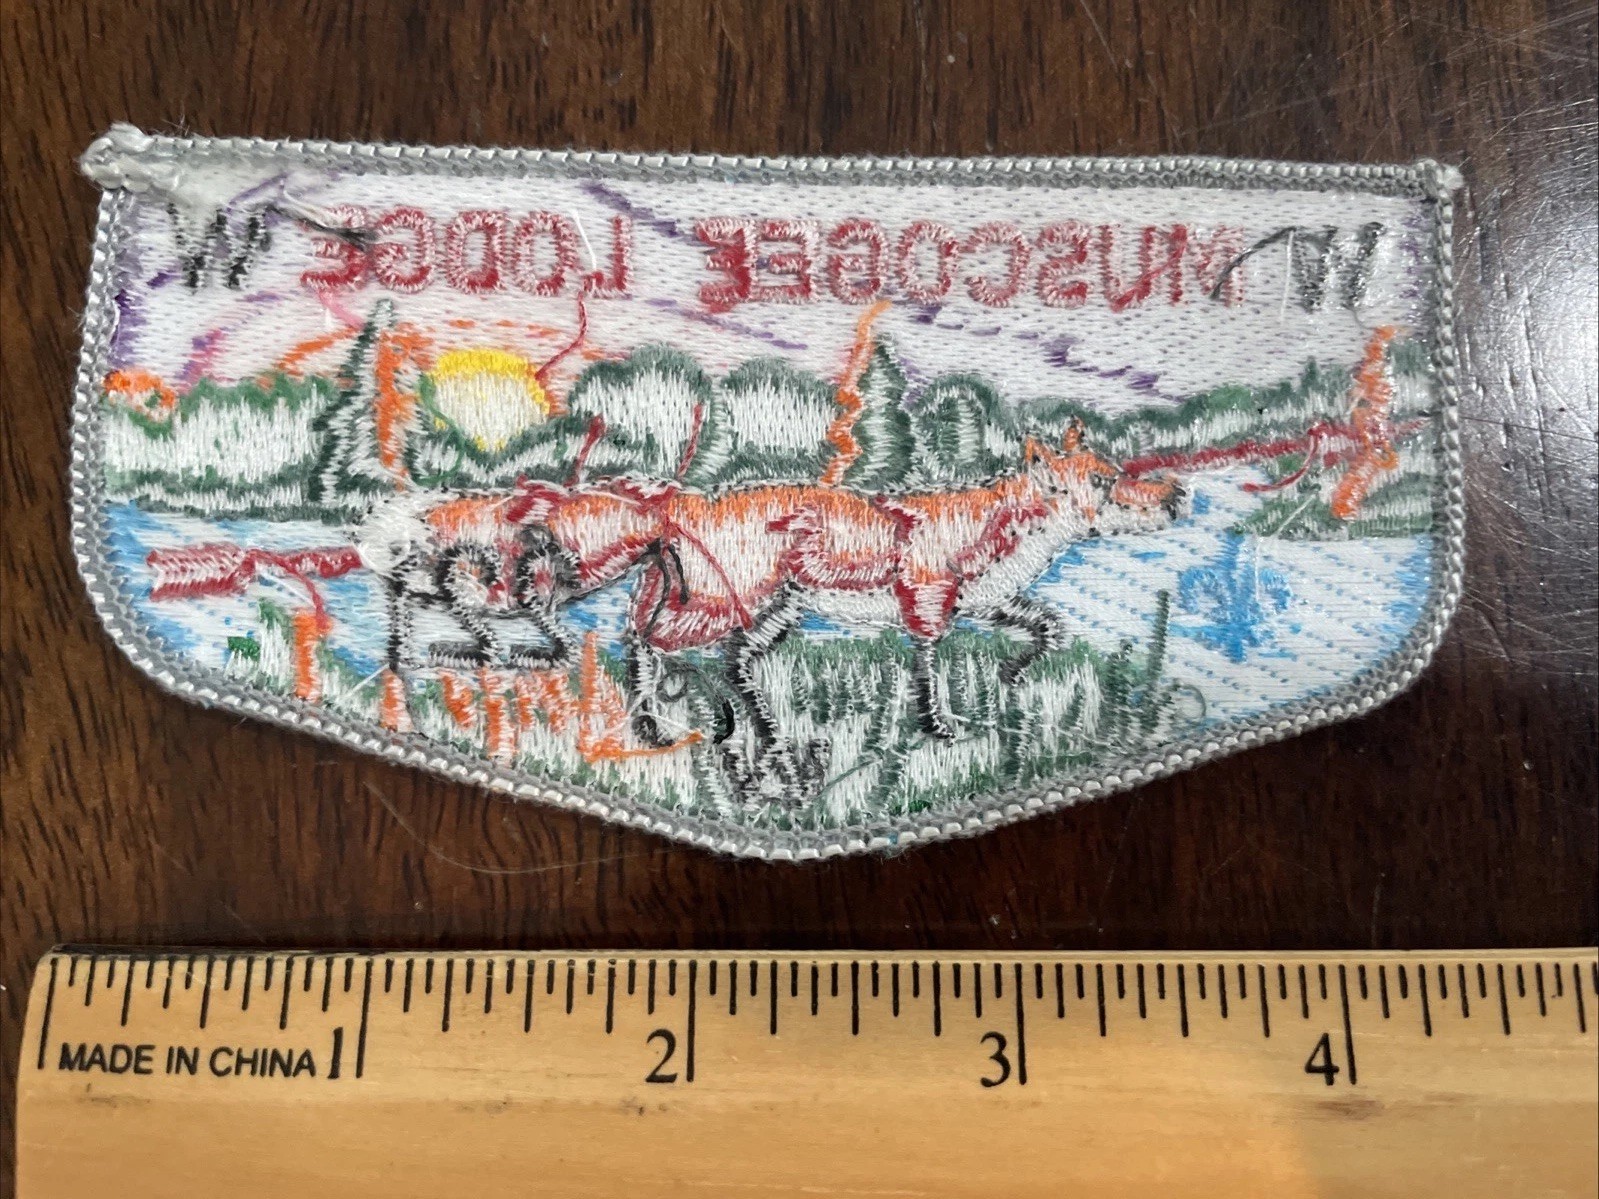 W MUSCOGEE LODGE W
221
W
MADE IN CHINA 1 2 3 4